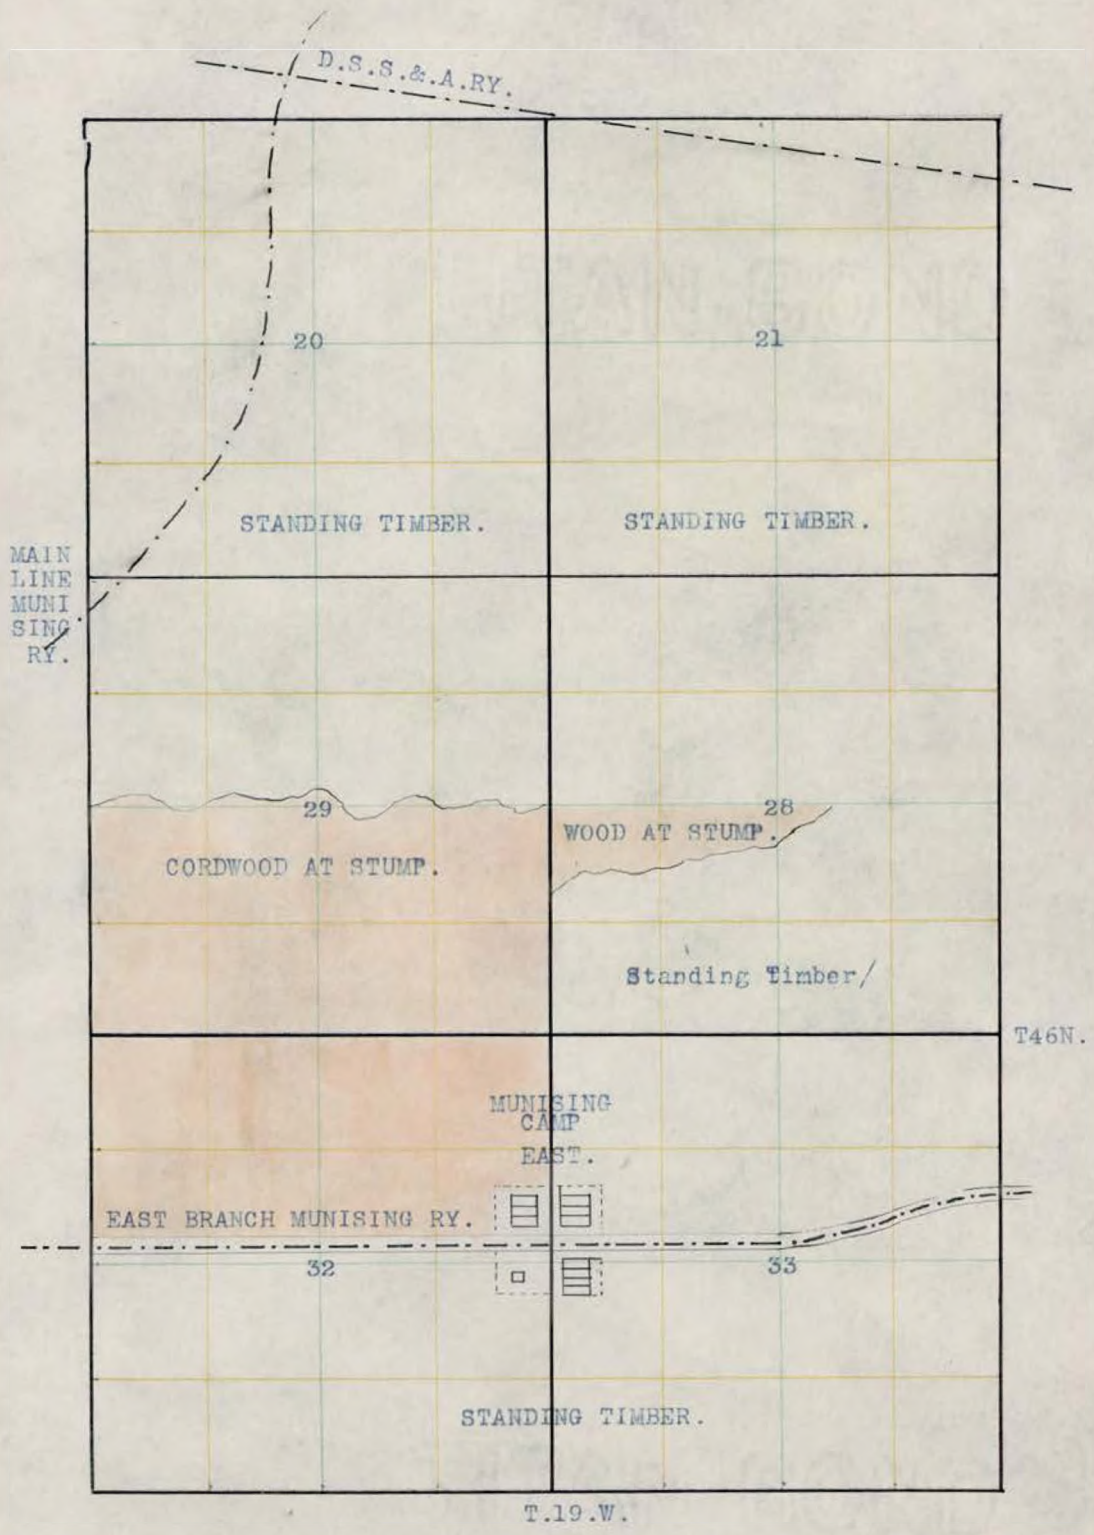 D.S.S.&.A.RY.
20
21
STANDING TIMBER.
STANDING TIMBER.
MAIN
LINE
MUNI
SING
RY.
29
28
WOOD AT STUMP.
CORDWOOD AT STUMP.
Standing Timber/
T46N.
MUNISING
CAMP
EAST.
EAST BRANCH MUNISING RY.
32
33
STANDING TIMBER.
T.19.W.